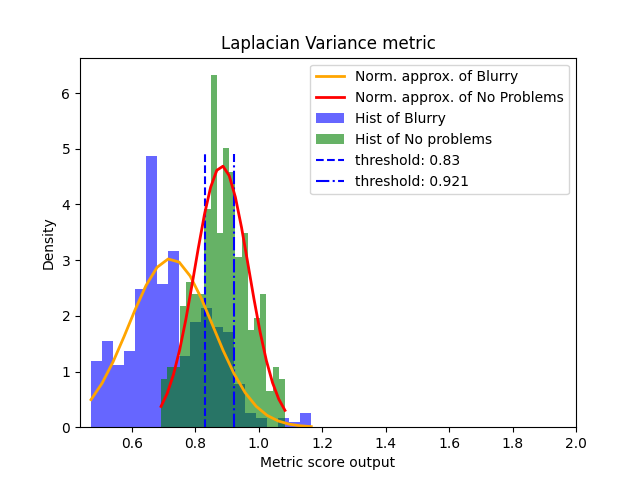 Laplacian Variance metric
Norm. approx. of Blurry
Norm. approx. of No Problems
Hist of Blurry
Hist of No problems
threshold: 0.83
threshold: 0.921
Density
6
5
4
3
2
1
0
0.6 0.8 1.0 1.2 1.4 1.6 1.8 2.0
Metric score output